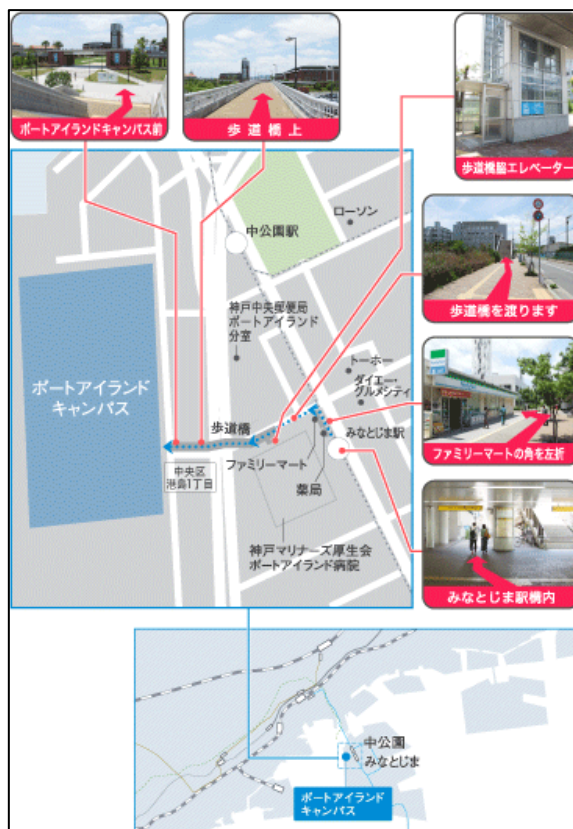 ポートアイランドキャンパス前
歩道橋上
歩道橋脇エレベーター
ローソン
中公園駅
歩道橋を渡ります
神戸中央郵便局
ポートアイランド
分室
トーホー
ダイエー・
グルメシティ
ポートアイランド
キャンパス
歩道橋
みなとじま駅
ファミリーマートの角を左折
ファミリーマート
中央区
港島1丁目
薬局
神戸マリナーズ厚生会
ポートアイランド病院
みなとじま駅構内
中公園
みなとじま
ポートアイランド
キャンパス